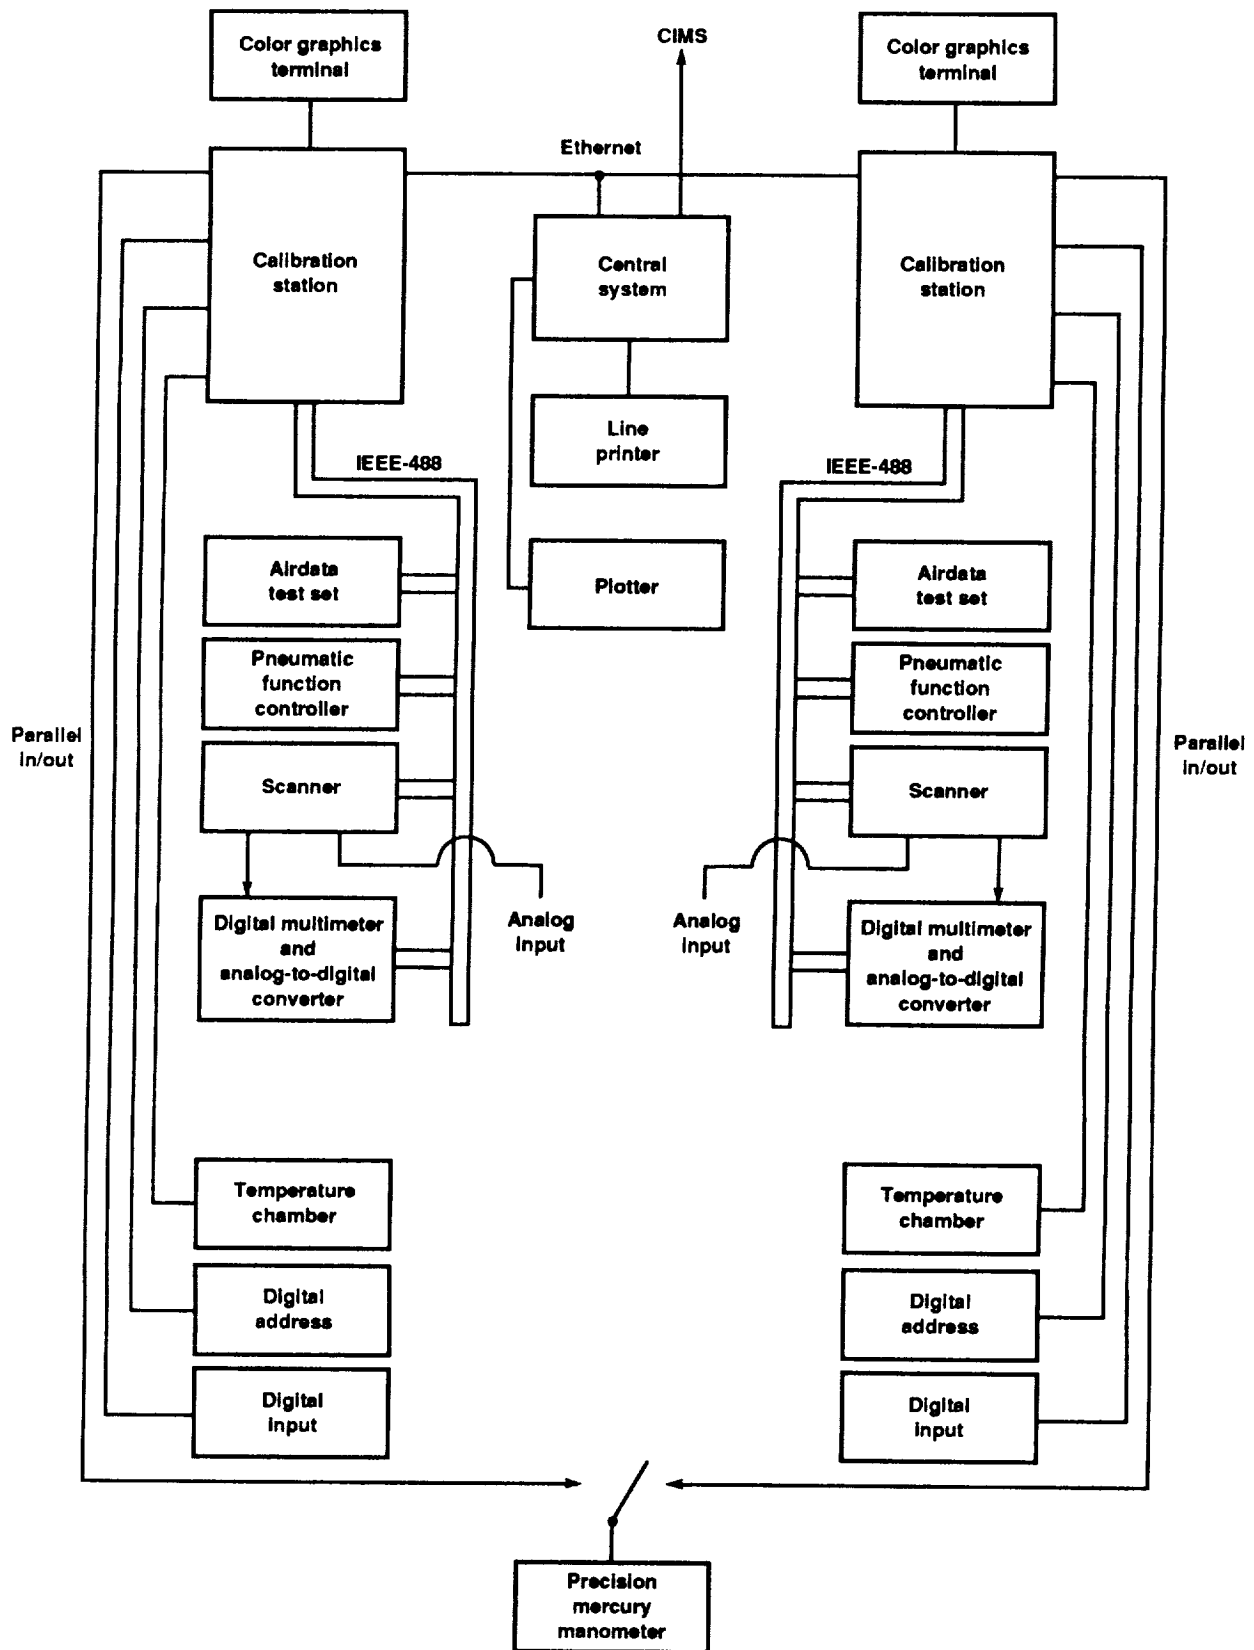 Color graphics
terminal
CIMS
Color graphics
terminal
Ethernet
Calibration
station
Central
system
Calibration
station
Line
printer
IEEE-488
IEEE-488
Airdata
test set
Plotter
Airdata
test set
Pneumatic
function
controller
Pneumatic
function
controller
Parallel
in/out
Parallel
in/out
Scanner
Scanner
Digital multimeter
and
analog-to-digital
converter
Analog
input
Analog
input
Digital multimeter
and
analog-to-digital
converter
Temperature
chamber
Temperature
chamber
Digital
address
Digital
address
Digital
input
Digital
input
Precision
mercury
manometer